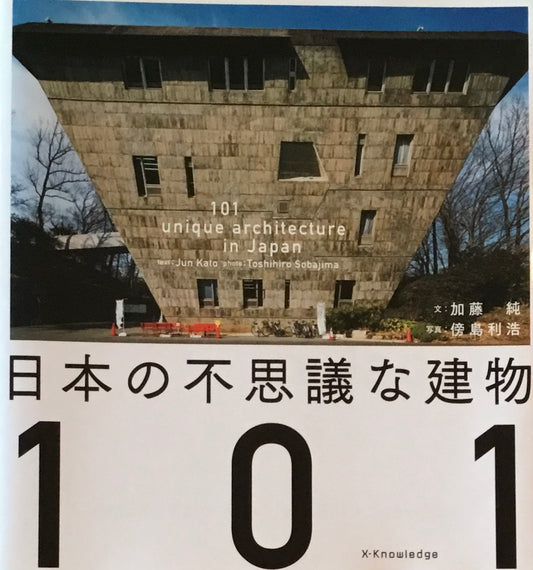 101
unique architecture
in Japan
text：Jun Kato photo：Toshihiro Sobajima
文：加藤 純
写真：傍島利浩
日本の不思議な建物
101
X-Knowledge